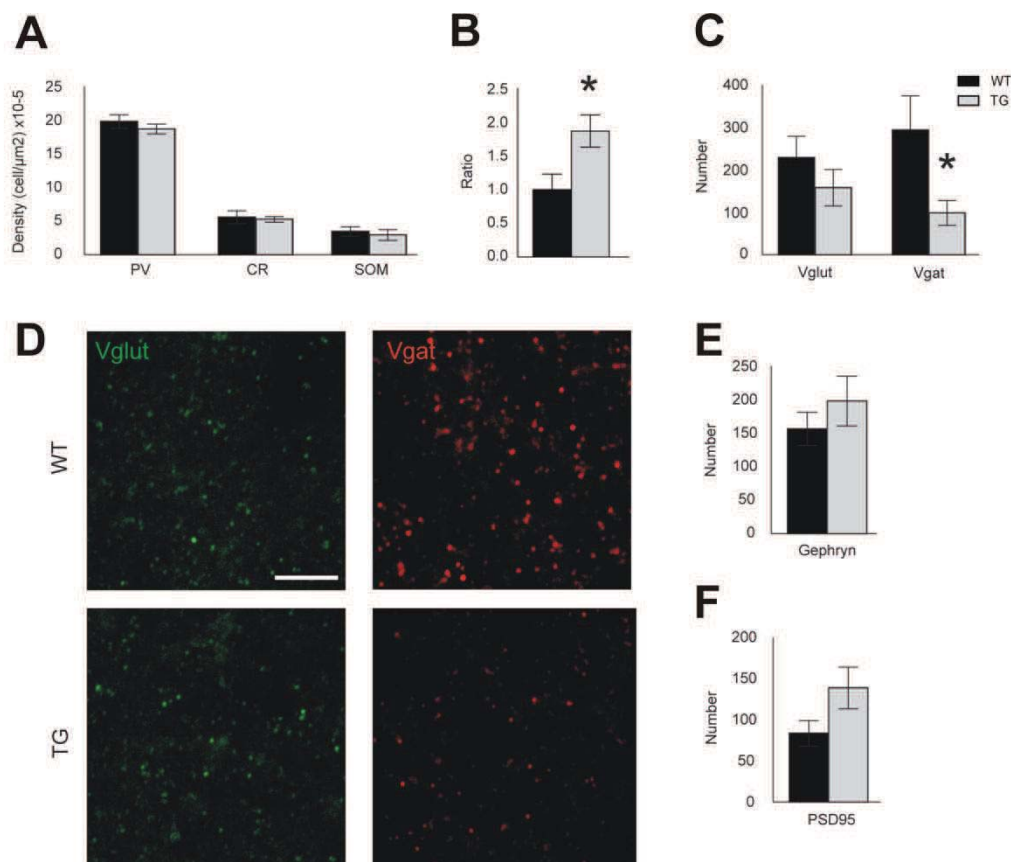 A
Density (cell/µm2) x10-5
25
20
15
10
5
0
PV CR SOM
B
*
Ratio
2.5
2.0
1.5
1.0
0.5
0.0
C
WT
TG
*
Number
400
300
200
100
0
Vglut Vgat
D
Vglut Vgat
WT
TG
E
Number
250
200
150
100
50
0
Gephryn
F
Number
200
150
100
50
0
PSD95